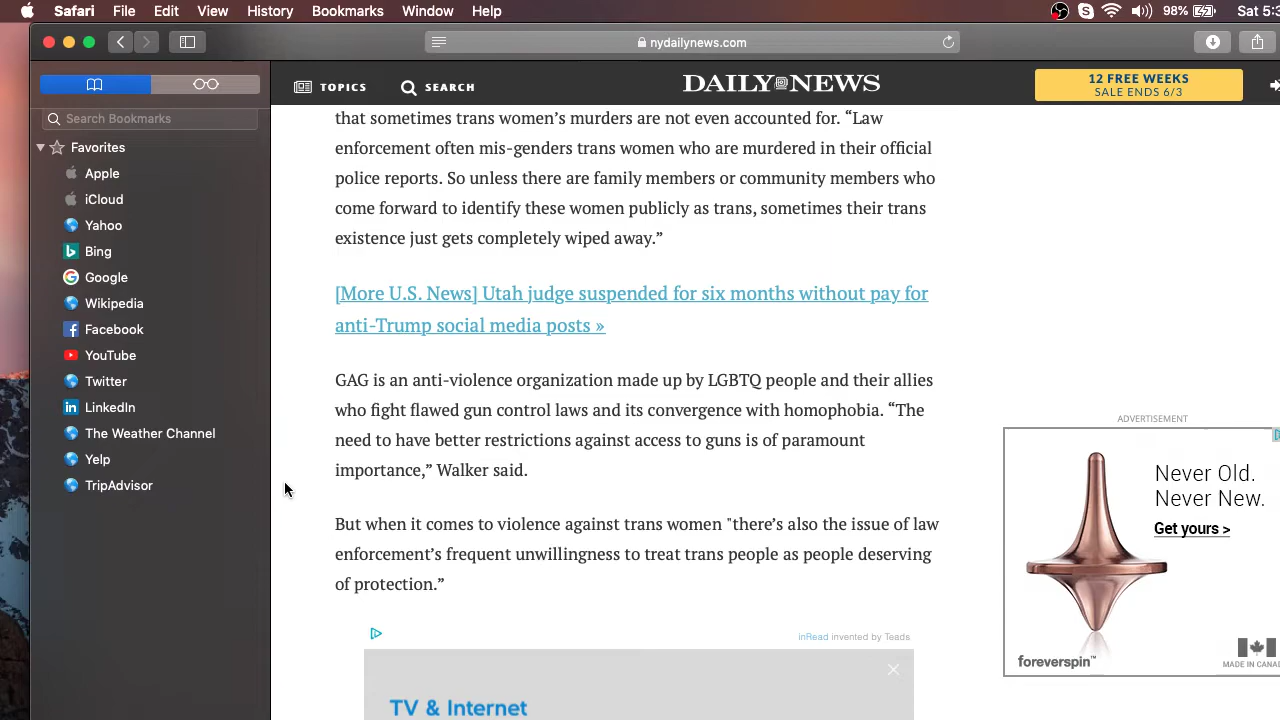 Safari File Edit View History Bookmarks Window Help 98% Sat 5:3
nydailynews.com
TOPICS SEARCH DAILY NEWS
12 FREE WEEKS
SALE ENDS 6/3
Search Bookmarks
Favorites
Apple
iCloud
Yahoo
Bing
Google
Wikipedia
Facebook
YouTube
Twitter
LinkedIn
The Weather Channel
Yelp
TripAdvisor
that sometimes trans women’s murders are not even accounted for. “Law
enforcement often mis-genders trans women who are murdered in their official
police reports. So unless there are family members or community members who
come forward to identify these women publicly as trans, sometimes their trans
existence just gets completely wiped away.”
[More U.S. News] Utah judge suspended for six months without pay for
anti-Trump social media posts »
GAG is an anti-violence organization made up by LGBTQ people and their allies
who fight flawed gun control laws and its convergence with homophobia. “The
need to have better restrictions against access to guns is of paramount
importance,” Walker said.
But when it comes to violence against trans women "there’s also the issue of law
enforcement’s frequent unwillingness to treat trans people as people deserving
of protection.”
inRead invented by Teads
TV & Internet
ADVERTISEMENT
Never Old.
Never New.
Get yours >
foreverspin™
MADE IN CANAD